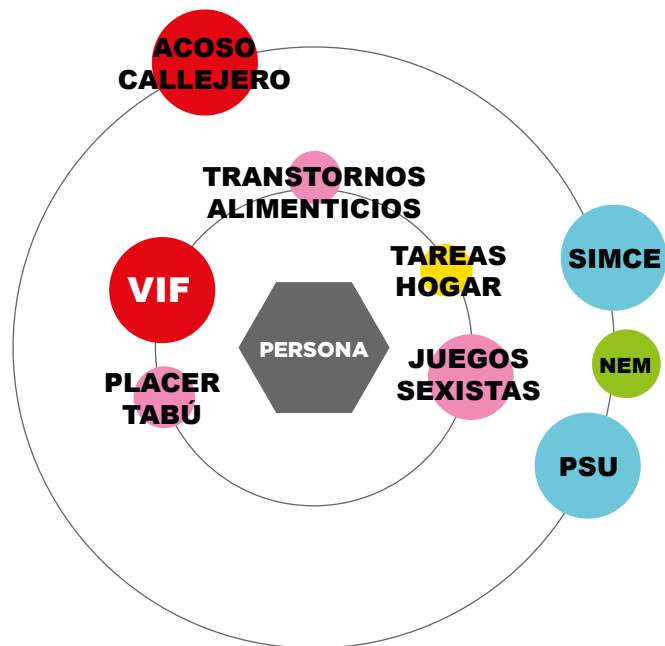 ACOSO
CALLEJERO
TRANSTORNOS
ALIMENTICIOS
TAREAS
HOGAR
SIMCE
VIF
PERSONA
JUEGOS
SEXISTAS
NEM
PLACER
TABÚ
PSU